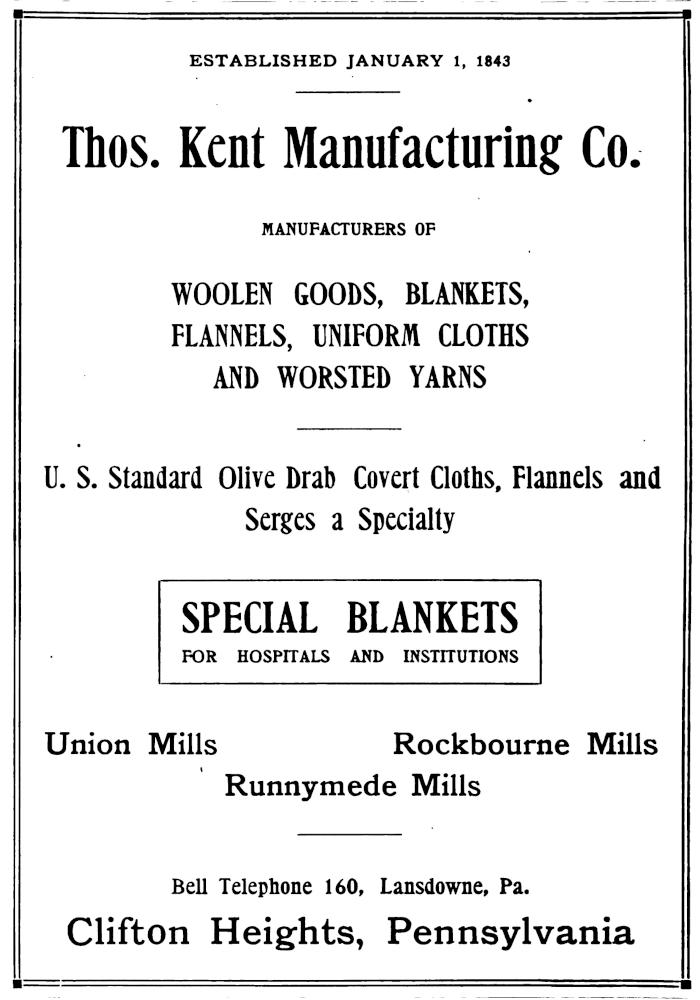 ESTABLISHED JANUARY 1, 1843
Thos. Kent Manufacturing Co.
MANUFACTURERS OF
WOOLEN GOODS, BLANKETS,
FLANNELS, UNIFORM CLOTHS
AND WORSTED YARNS
U. S. Standard Olive Drab Covert Cloths, Flannels and
Serges a Specialty
SPECIAL BLANKETS
FOR HOSPITALS AND INSTITUTIONS
Union Mills Rockbourne Mills
Runnymede Mills
Bell Telephone 160, Lansdowne, Pa.
Clifton Heights, Pennsylvania